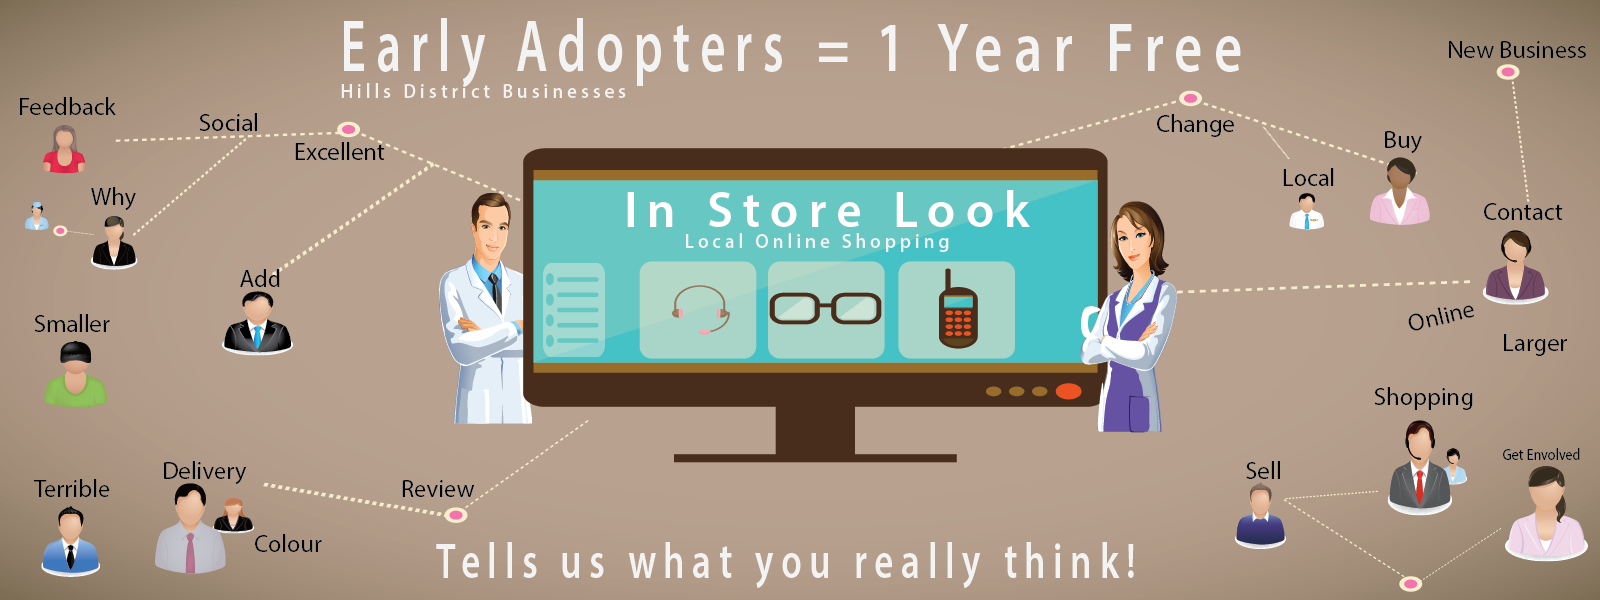 Early Adopters = 1 Year Free
Hills District Businesses
New Business
Feedback
Social
Excellent
Change
Buy
Why
Local
Contact
In Store Look
Local Online Shopping
Add
Smaller
Online
Larger
Shopping
Delivery
Terrible
Review
Sell
Get Envolved
Colour
Tells us what you really think!